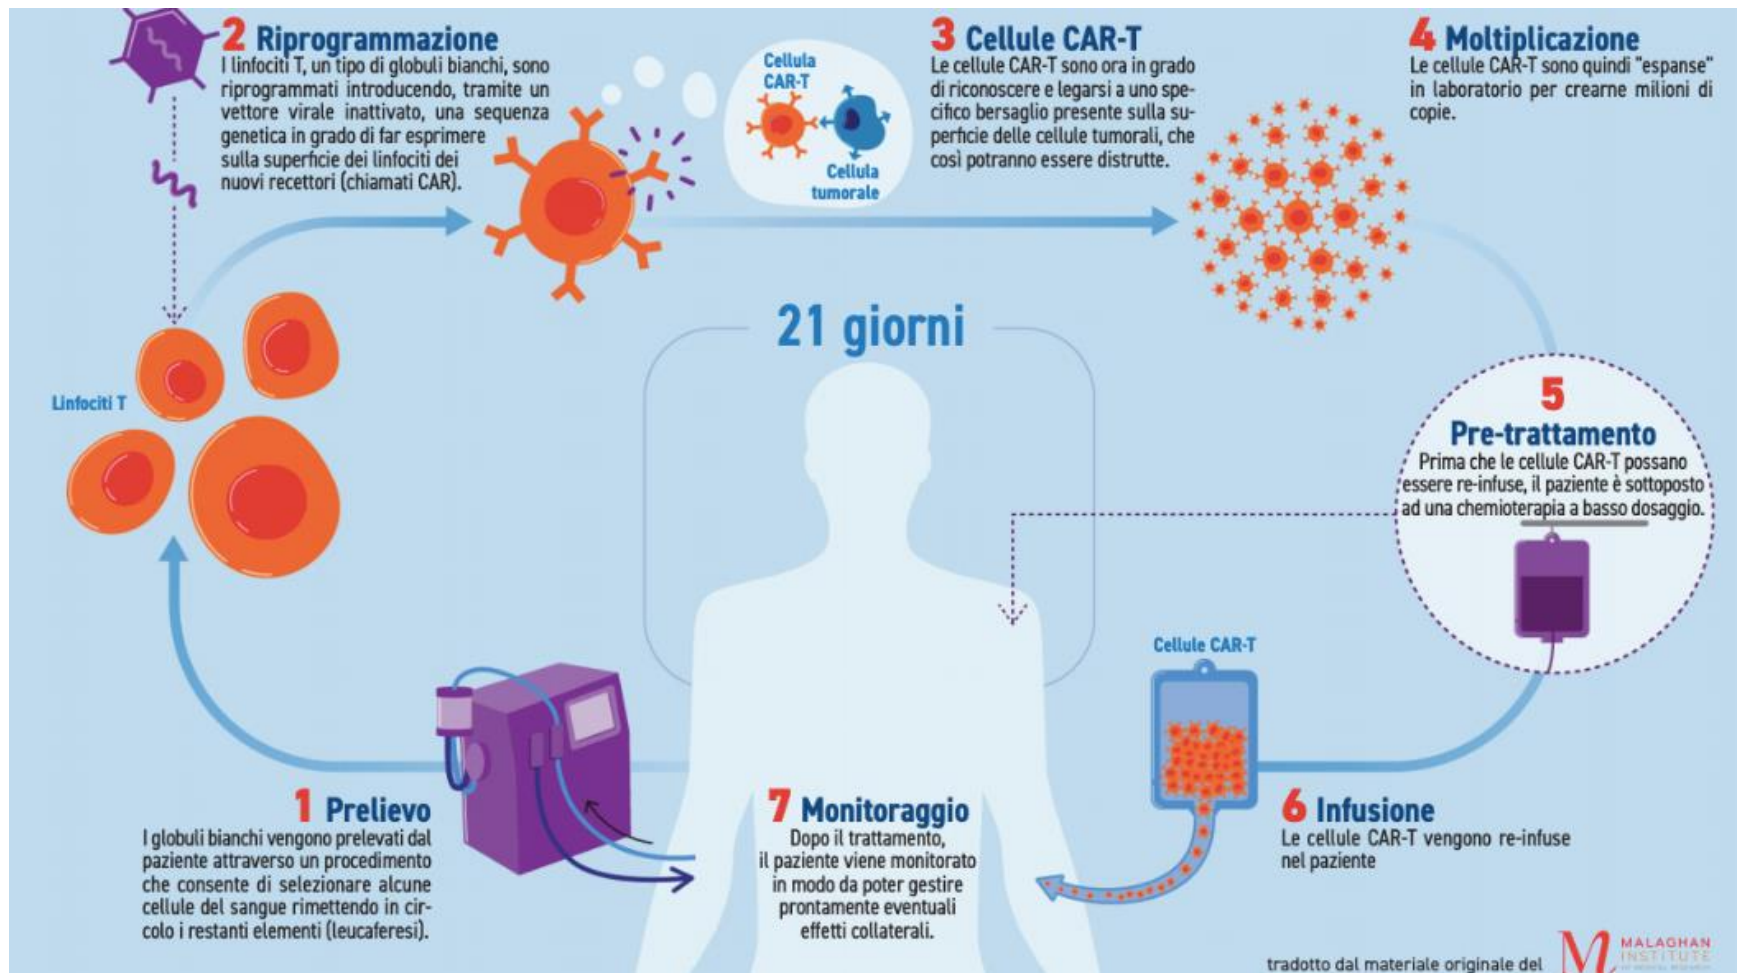 2 Riprogrammazione
I linfociti T, un tipo di globuli bianchi, sono
riprogrammati introducendo, tramite un
vettore virale inattivato, una sequenza
genetica in grado di far esprimere
sulla superficie dei linfociti dei
nuovi recettori (chiamati CAR).
Cellula
CAR-T
Cellula
tumorale
3 Cellule CAR-T
Le cellule CAR-T sono ora in grado
di riconoscere e legarsi a uno spe-
cifico bersaglio presente sulla su-
perficie delle cellule tumorali, che
così potranno essere distrutte.
4 Moltiplicazione
Le cellule CAR-T sono quindi "espanse"
in laboratorio per crearne milioni di
copie.
21 giorni
Linfociti T
5
Pre-trattamento
Prima che le cellule CAR-T possano
essere re-infuse, il paziente è sottoposto
ad una chemioterapia a basso dosaggio.
Cellule CAR-T
1 Prelievo
I globuli bianchi vengono prelevati dal
paziente attraverso un procedimento
che consente di selezionare alcune
cellule del sangue rimettendo in cir-
colo i restanti elementi (leucaferesi).
7 Monitoraggio
Dopo il trattamento,
il paziente viene monitorato
in modo da poter gestire
prontamente eventuali
effetti collaterali.
6 Infusione
Le cellule CAR-T vengono re-infuse
nel paziente
tradotto dal materiale originale del
M
MALAGHAN
INSTITUTE